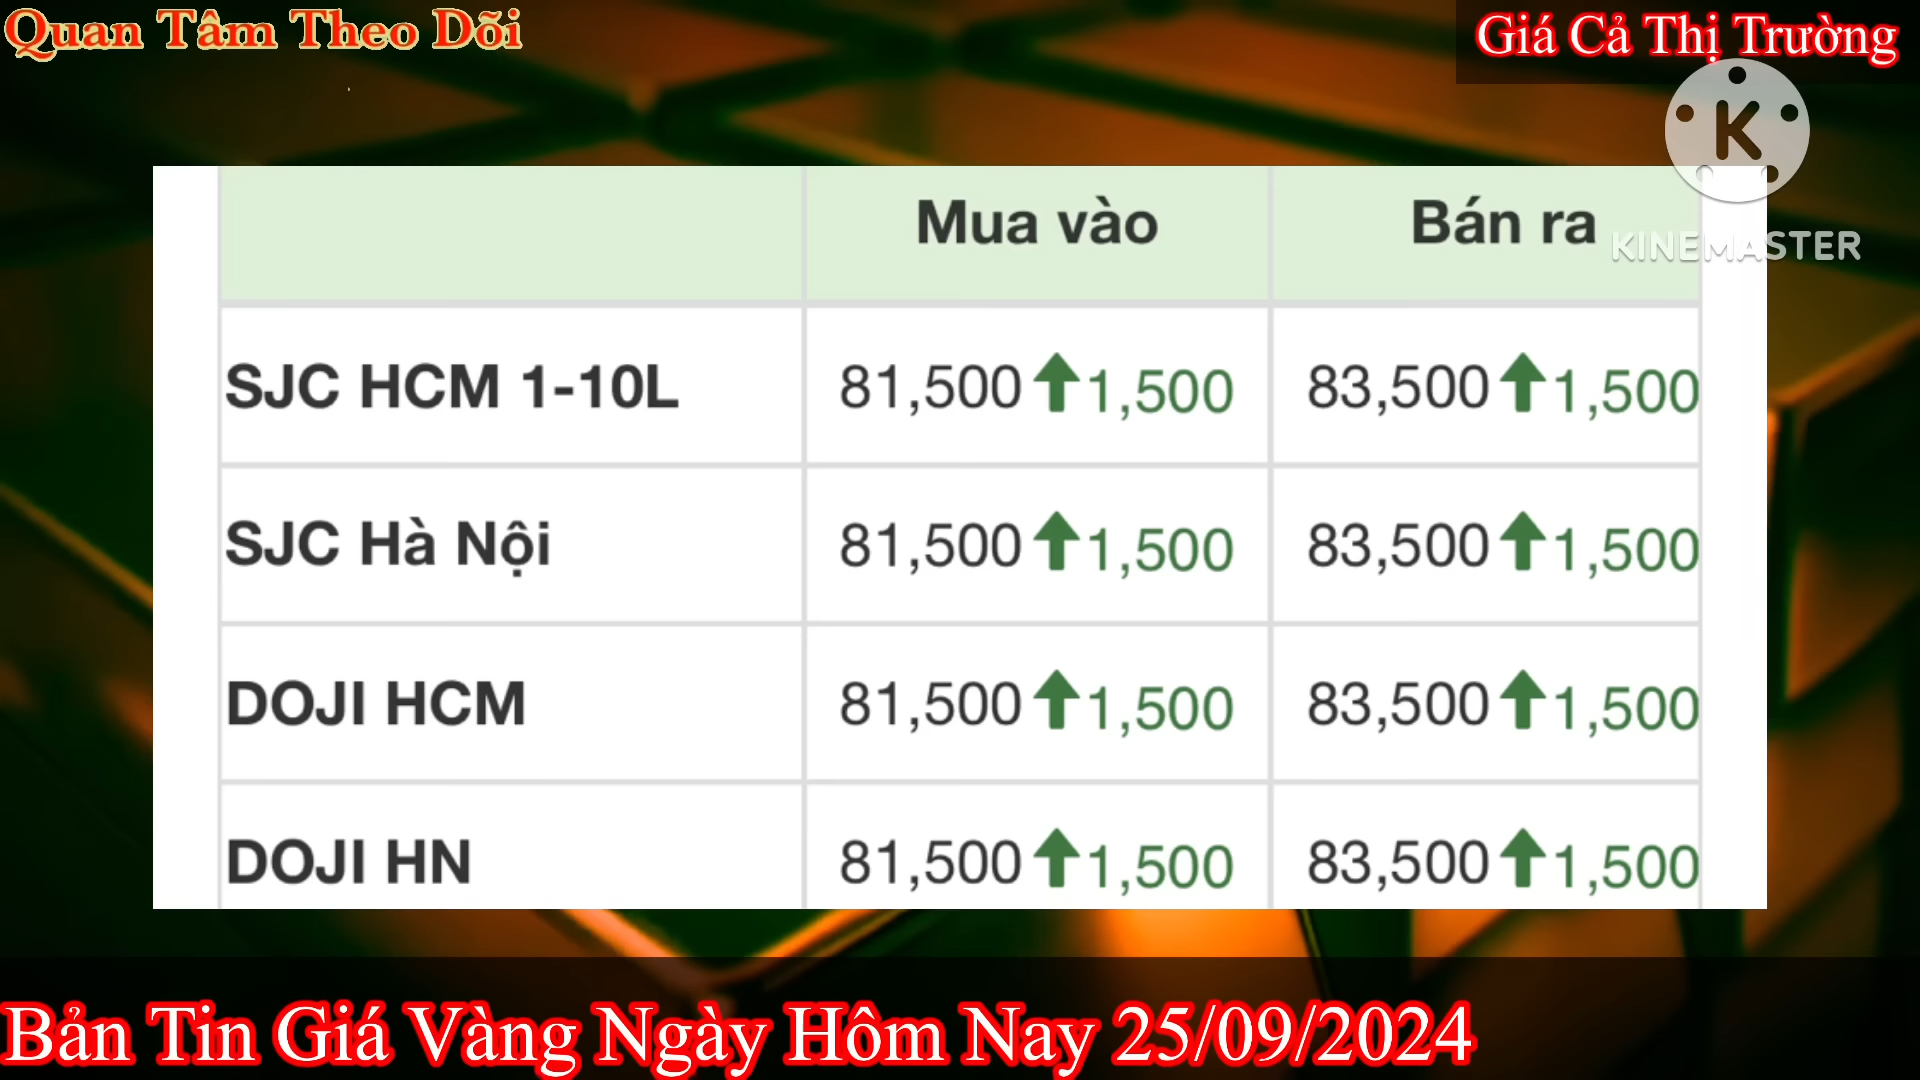 Quan Tâm Theo Dõi
Giá Cả Thị Trường
Mua vào Bán ra
KINEMASTER
SJC HCM 1-10L 81,500 1,500 83,500 1,500
SJC Hà Nội 81,500 1,500 83,500 1,500
DOJI HCM 81,500 1,500 83,500 1,500
DOJI HN 81,500 1,500 83,500 1,500
Bản Tin Giá Vàng Ngày Hôm Nay 25/09/2024